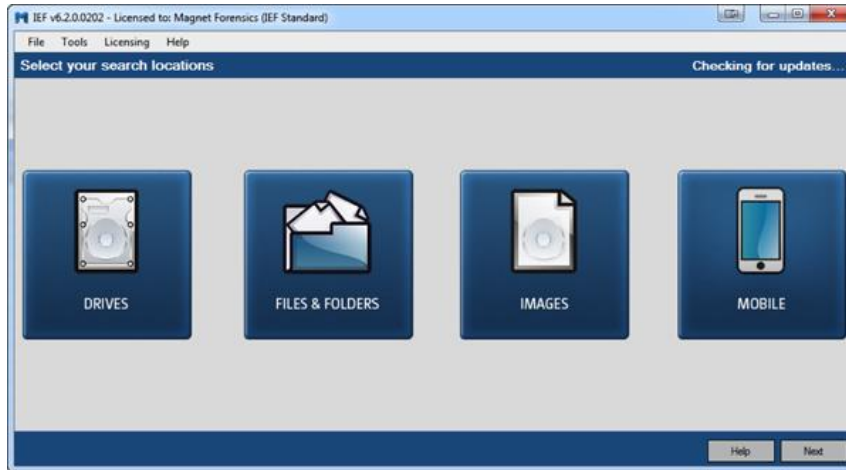 IEF v6.2.0.0202 - Licensed to: Magnet Forensics (IEF Standard)
File Tools Licensing Help
Select your search locations Checking for updates...
DRIVES FILES & FOLDERS IMAGES MOBILE
Help Next